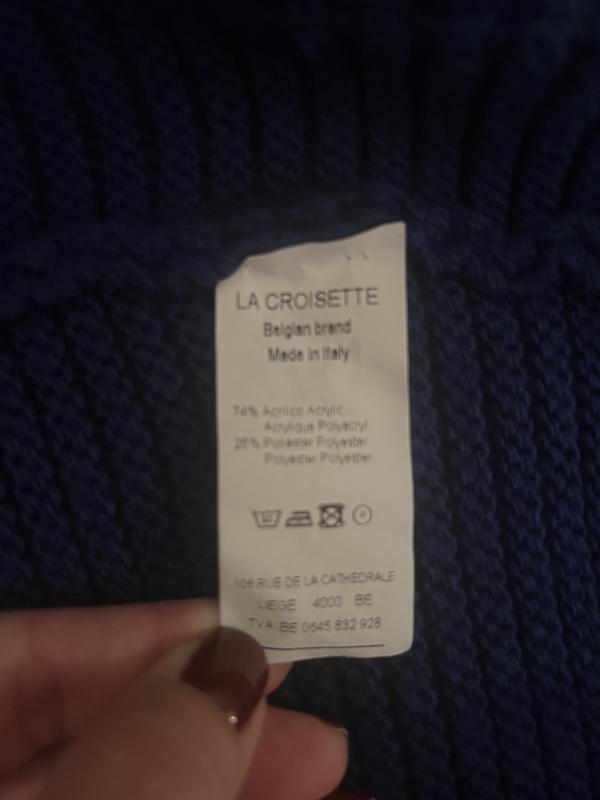 LA CROISETTE
Belgian brand
Made in Italy
74% Acrilico Acrylic
Acrylique Polyacryl
26% Poliester Polyester
Polyester Polyester
P
108 RUE DE LA CATHEDRALE
LIEGE 4000 BE
TVA BE 0645.832.928